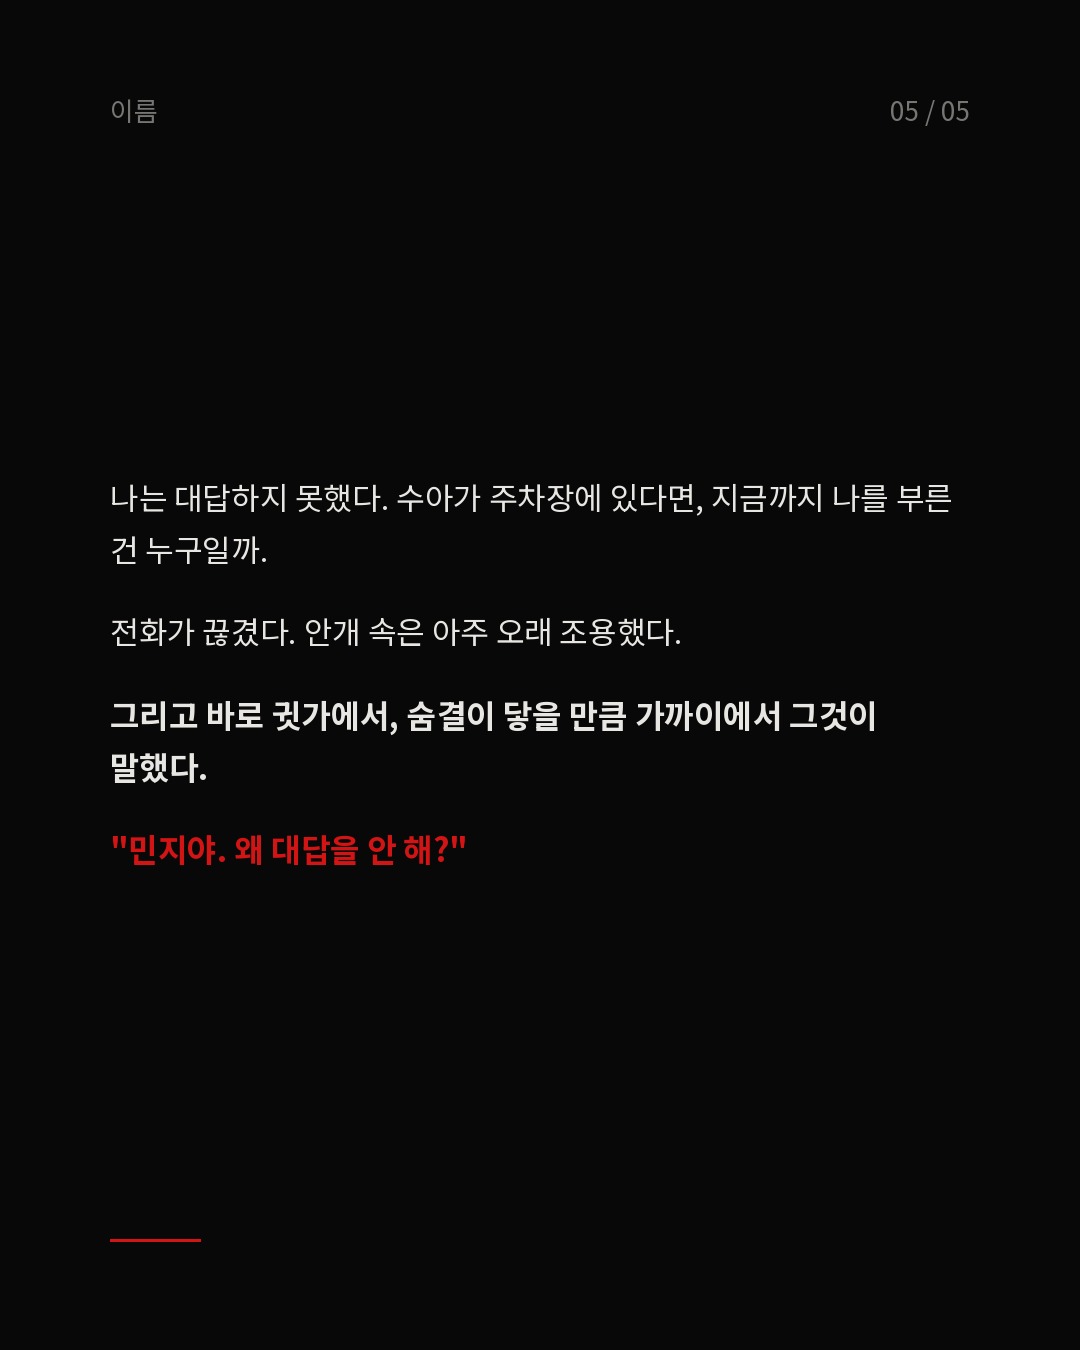 이름
05 / 05
나는 대답하지 못했다. 수아가 주차장에 있다면, 지금까지 나를 부른
건 누구일까.
전화가 끊겼다. 안개 속은 아주 오래 조용했다.
그리고 바로 귓가에서, 숨결이 닿을 만큼 가까이에서 그것이
말했다.
"민지야. 왜 대답을 안 해?"